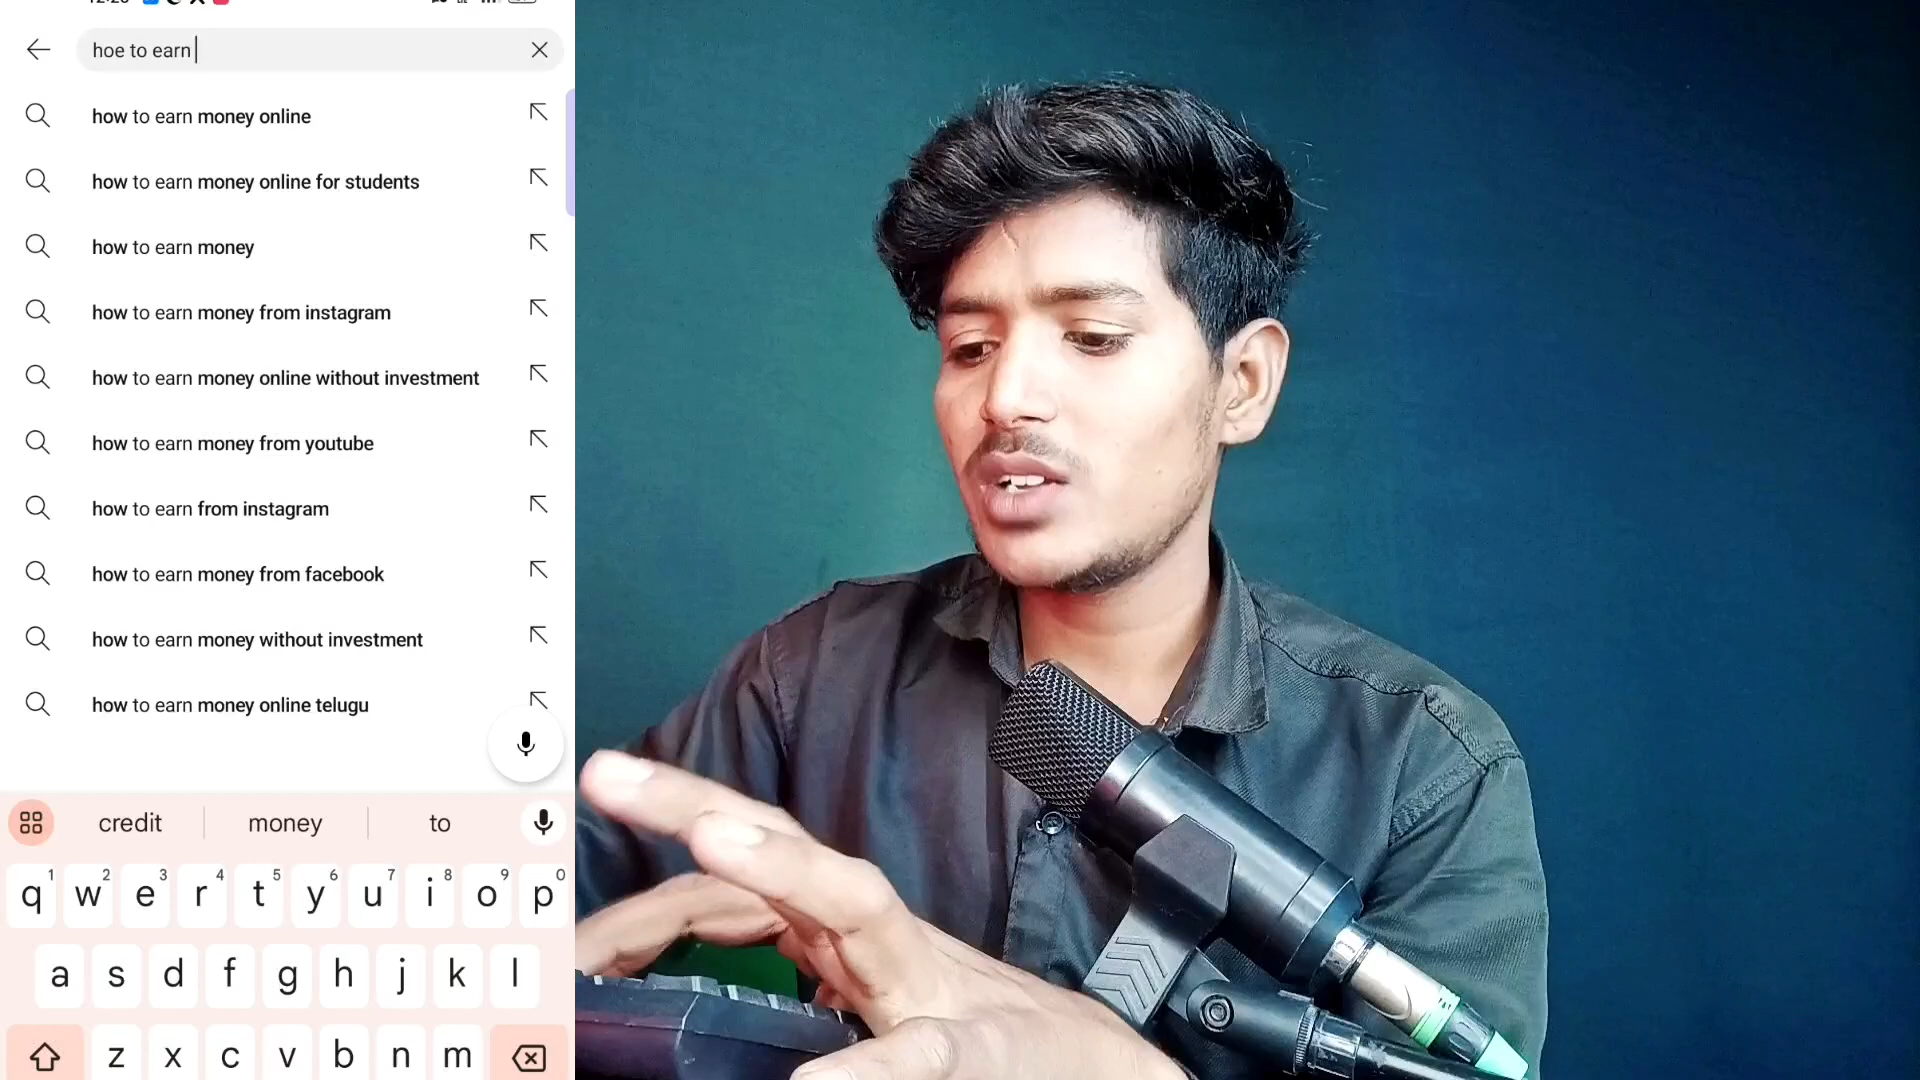 hoe to earn
how to earn money online
how to earn money online for students
how to earn money
how to earn money from instagram
how to earn money online without investment
how to earn money from youtube
how to earn from instagram
how to earn money from facebook
how to earn money without investment
how to earn money online telugu
credit money to
1 2 3 4 5 6 7 8 9 0
q w e r t y u i o p
a s d f g h j k l
z x c v b n m